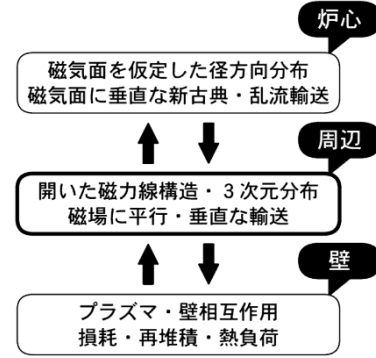 炉心
磁気面を仮定した径方向分布
磁気面に垂直な新古典・乱流輸送
周辺
開いた磁力線構造・3次元分布
磁場に平行・垂直な輸送
壁
プラズマ・壁相互作用
損耗・再堆積・熱負荷